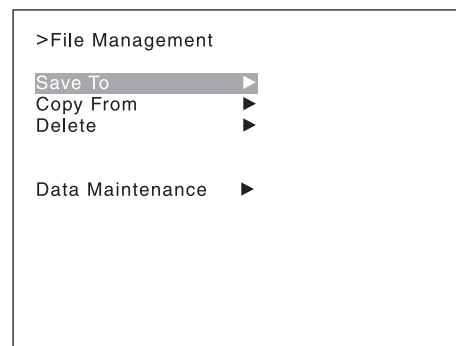 >File Management
Save To ▶
Copy From ▶
Delete ▶
Data Maintenance ▶